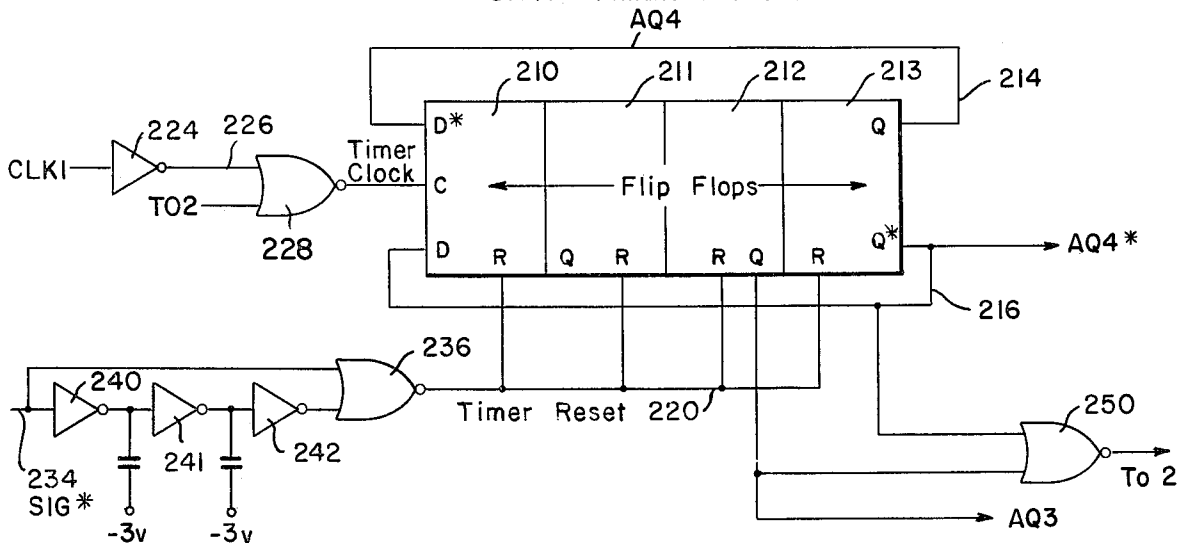 AQ4
210
211
212
213
214
D*
Q
224
226
CLK1
Timer
Clock
C
Flip Flops
TO2
228
D
Q*
AQ4*
R
Q
R
R
Q
R
216
236
240
241
242
Timer Reset 220
250
234
SIG*
-3v
-3v
To 2
AQ3